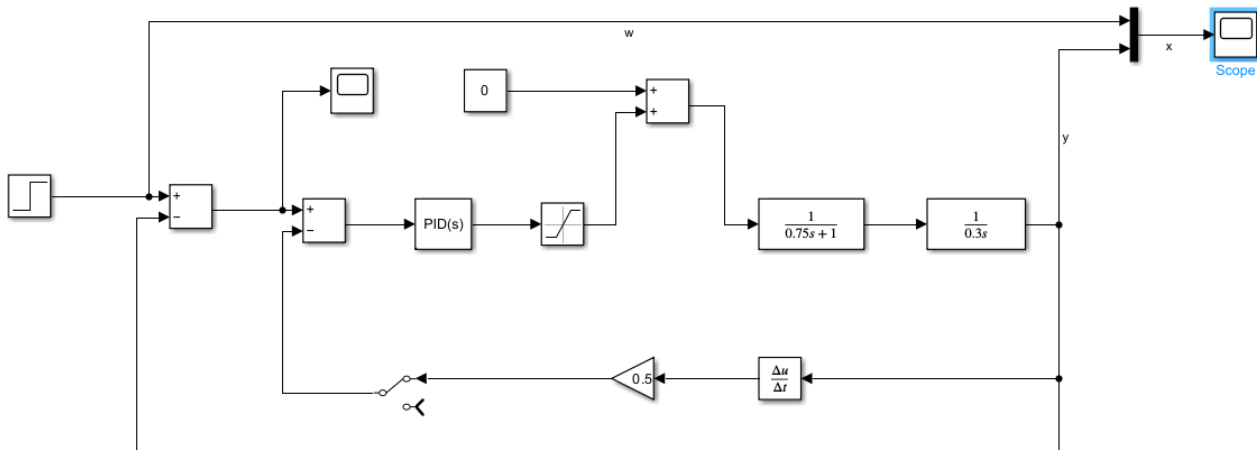 w
x
Scope
0
+
+
y
+
−
+
−
PID(s)
1
0.75s + 1
1
0.3s
0.5
Δu
Δt